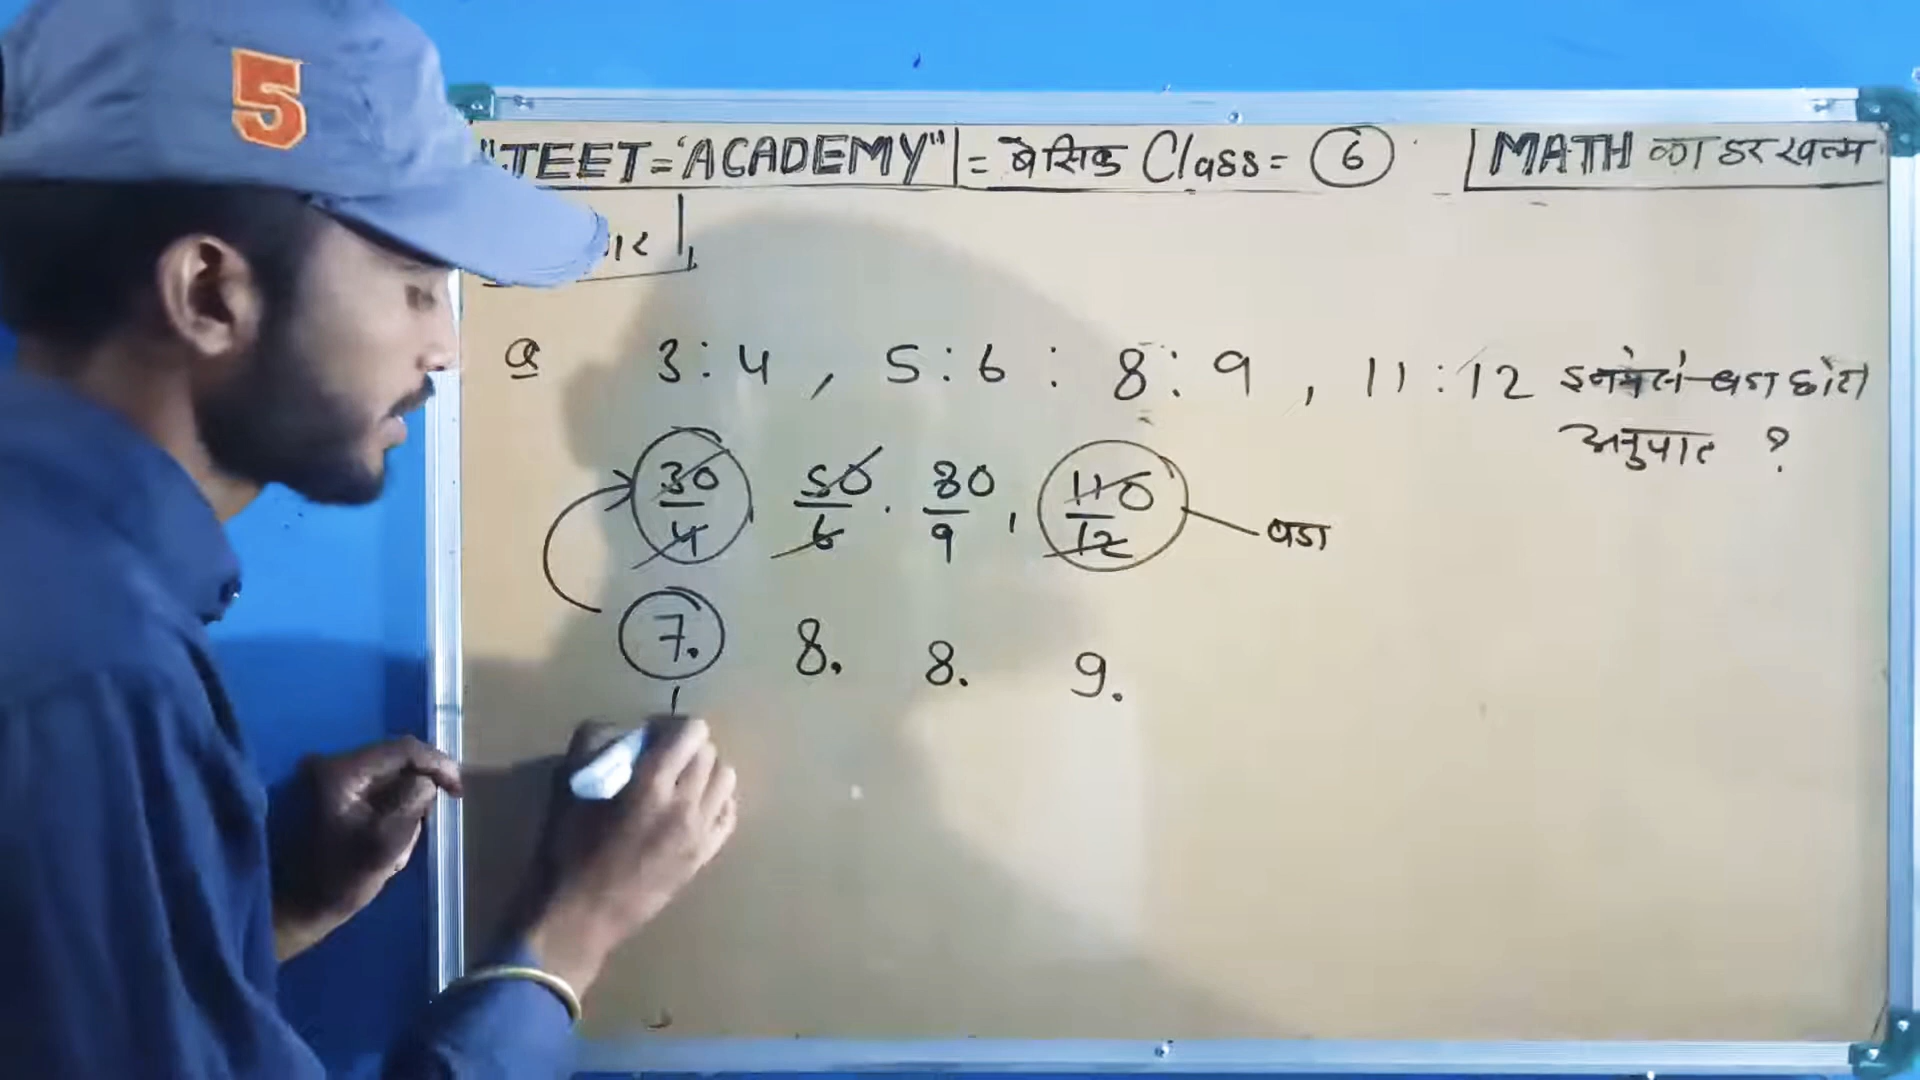 5
"TEET='ACADEMY" = बेसिक Class= 6 MATH का डर खत्म
Q 3:4 , 5:6 : 8:9 , 11:12 इनमेसे बडा छोटा
अनुपात ?
30/4 50/6 . 80/9 , 110/12 बडा
7. 8. 8. 9.